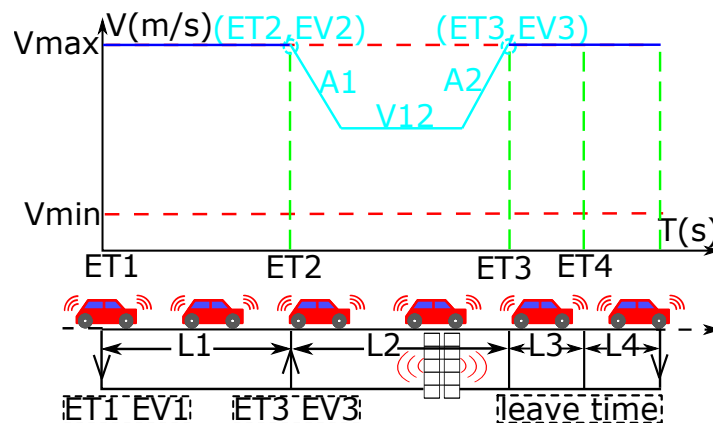 V(m/s)
Vmax
(ET2,EV2)
(ET3,EV3)
A1
A2
V12
Vmin
T(s)
ET1
ET2
ET3
ET4
L1
L2
L3
L4
ET1 EV1
ET3 EV3
leave time